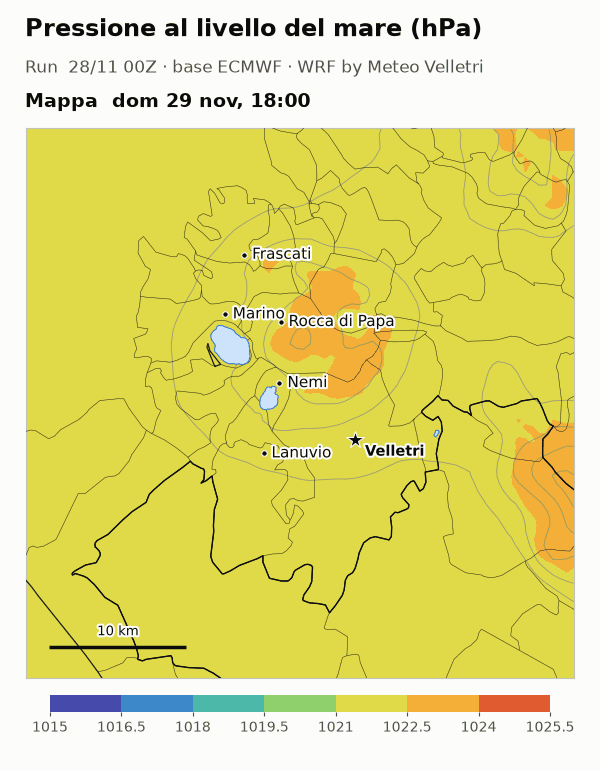 Pressione al livello del mare (hPa)
Run  28/11 00Z · base ECMWF · WRF by Meteo Velletri
Mappa  dom 29 nov, 18:00
Frascati
Marino
Rocca di Papa
Nemi
Velletri
Lanuvio
10 km
1015 1016.5 1018 1019.5 1021 1022.5 1024 1025.5